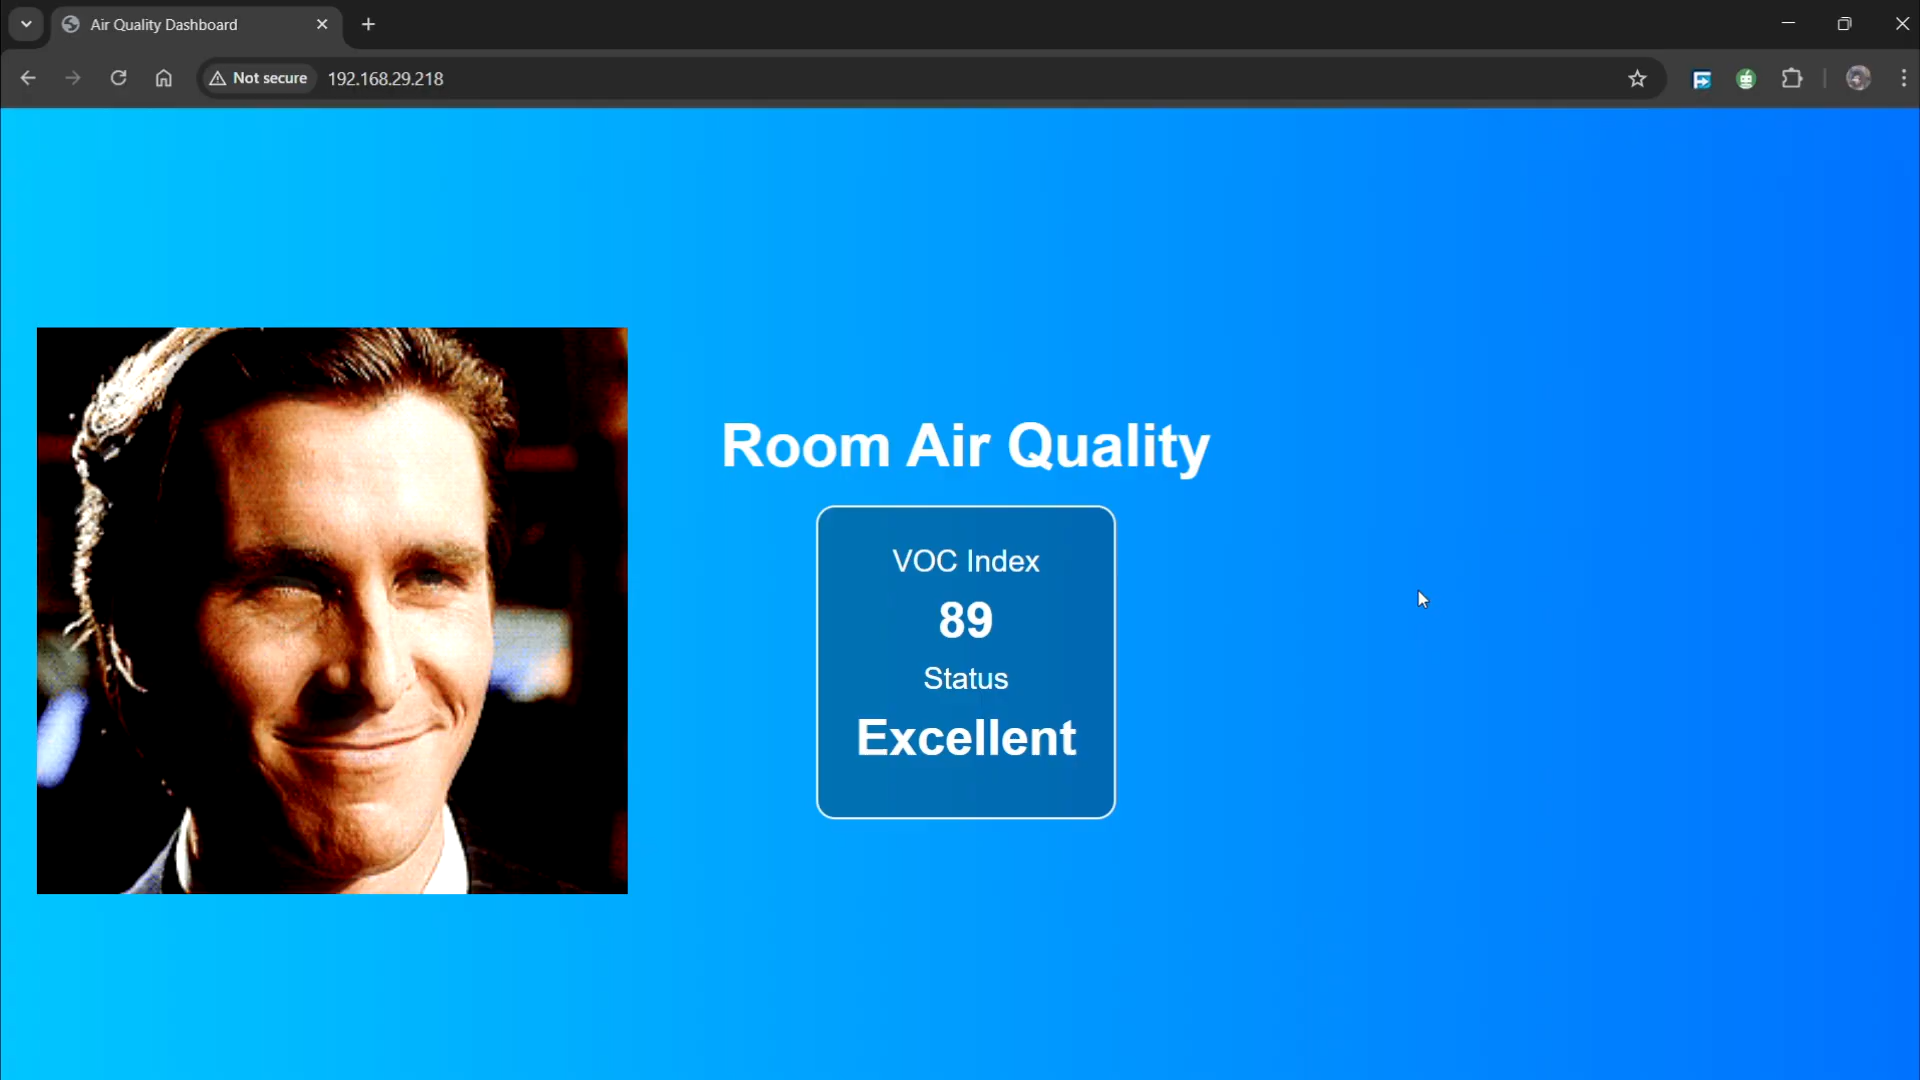 Air Quality Dashboard
Not secure
192.168.29.218
Room Air Quality
VOC Index
89
Status
Excellent